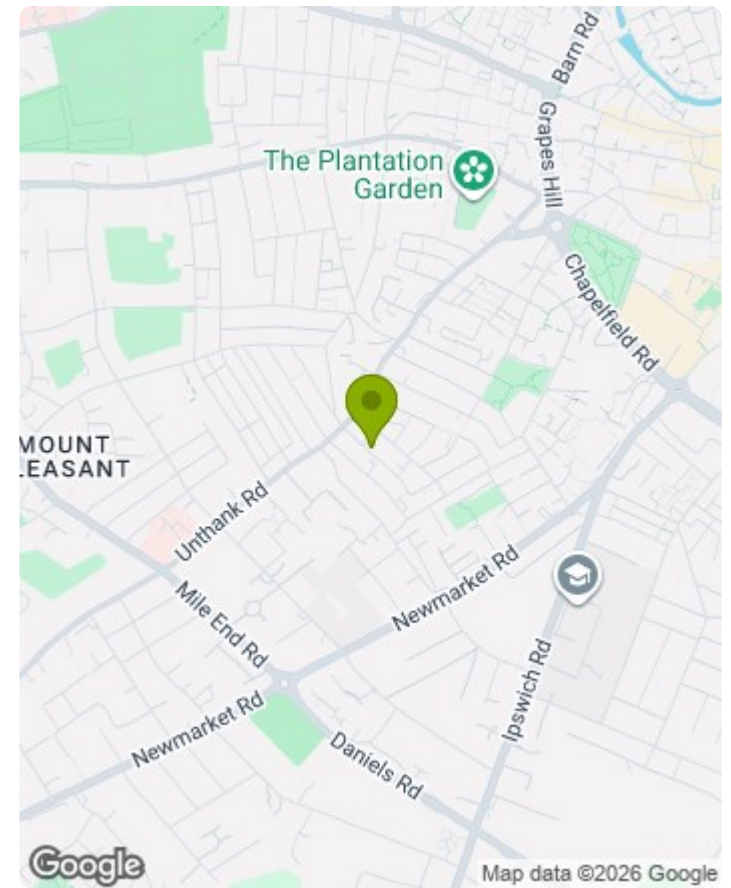 Barn Rd
Grapes Hill
The Plantation
Garden
Chapelfield Rd
MOUNT
LEASANT
Unthank Rd
Mile End Rd
Newmarket Rd
Newmarket Rd
Ipswich Rd
Daniels Rd
Google
Map data ©2026 Google